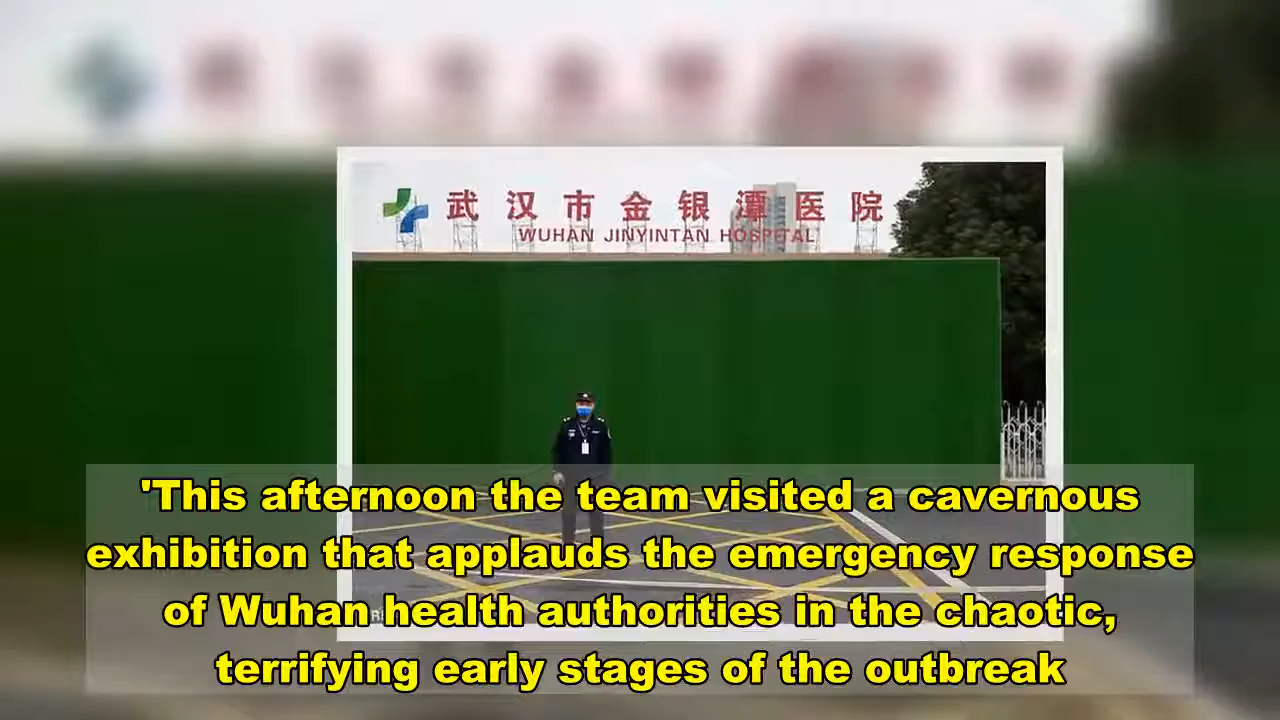 武汉市金银潭医院
WUHAN JINYINTAN HOSPITAL
'This afternoon the team visited a cavernous
exhibition that applauds the emergency response
of Wuhan health authorities in the chaotic,
terrifying early stages of the outbreak